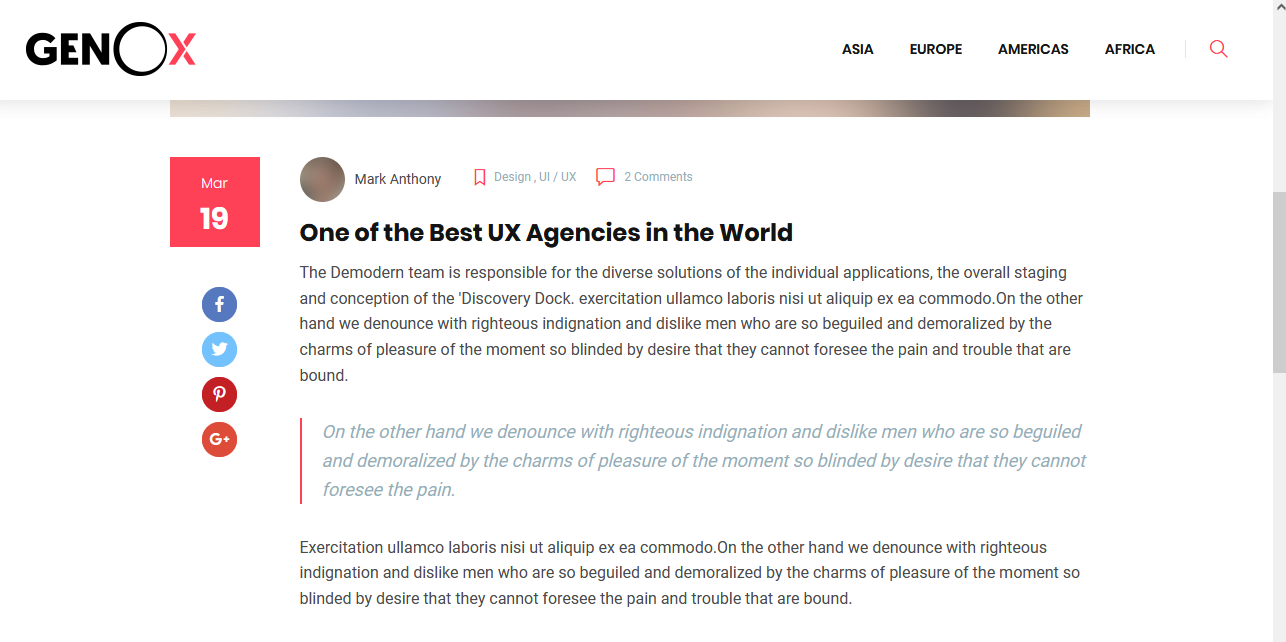 GENOX
ASIA EUROPE AMERICAS AFRICA
Mar
19
Mark Anthony Design , UI / UX 2 Comments
One of the Best UX Agencies in the World
The Demodern team is responsible for the diverse solutions of the individual applications, the overall staging
and conception of the 'Discovery Dock. exercitation ullamco laboris nisi ut aliquip ex ea commodo.On the other
hand we denounce with righteous indignation and dislike men who are so beguiled and demoralized by the
charms of pleasure of the moment so blinded by desire that they cannot foresee the pain and trouble that are
bound.
f
G+
On the other hand we denounce with righteous indignation and dislike men who are so beguiled
and demoralized by the charms of pleasure of the moment so blinded by desire that they cannot
foresee the pain.
Exercitation ullamco laboris nisi ut aliquip ex ea commodo.On the other hand we denounce with righteous
indignation and dislike men who are so beguiled and demoralized by the charms of pleasure of the moment so
blinded by desire that they cannot foresee the pain and trouble that are bound.